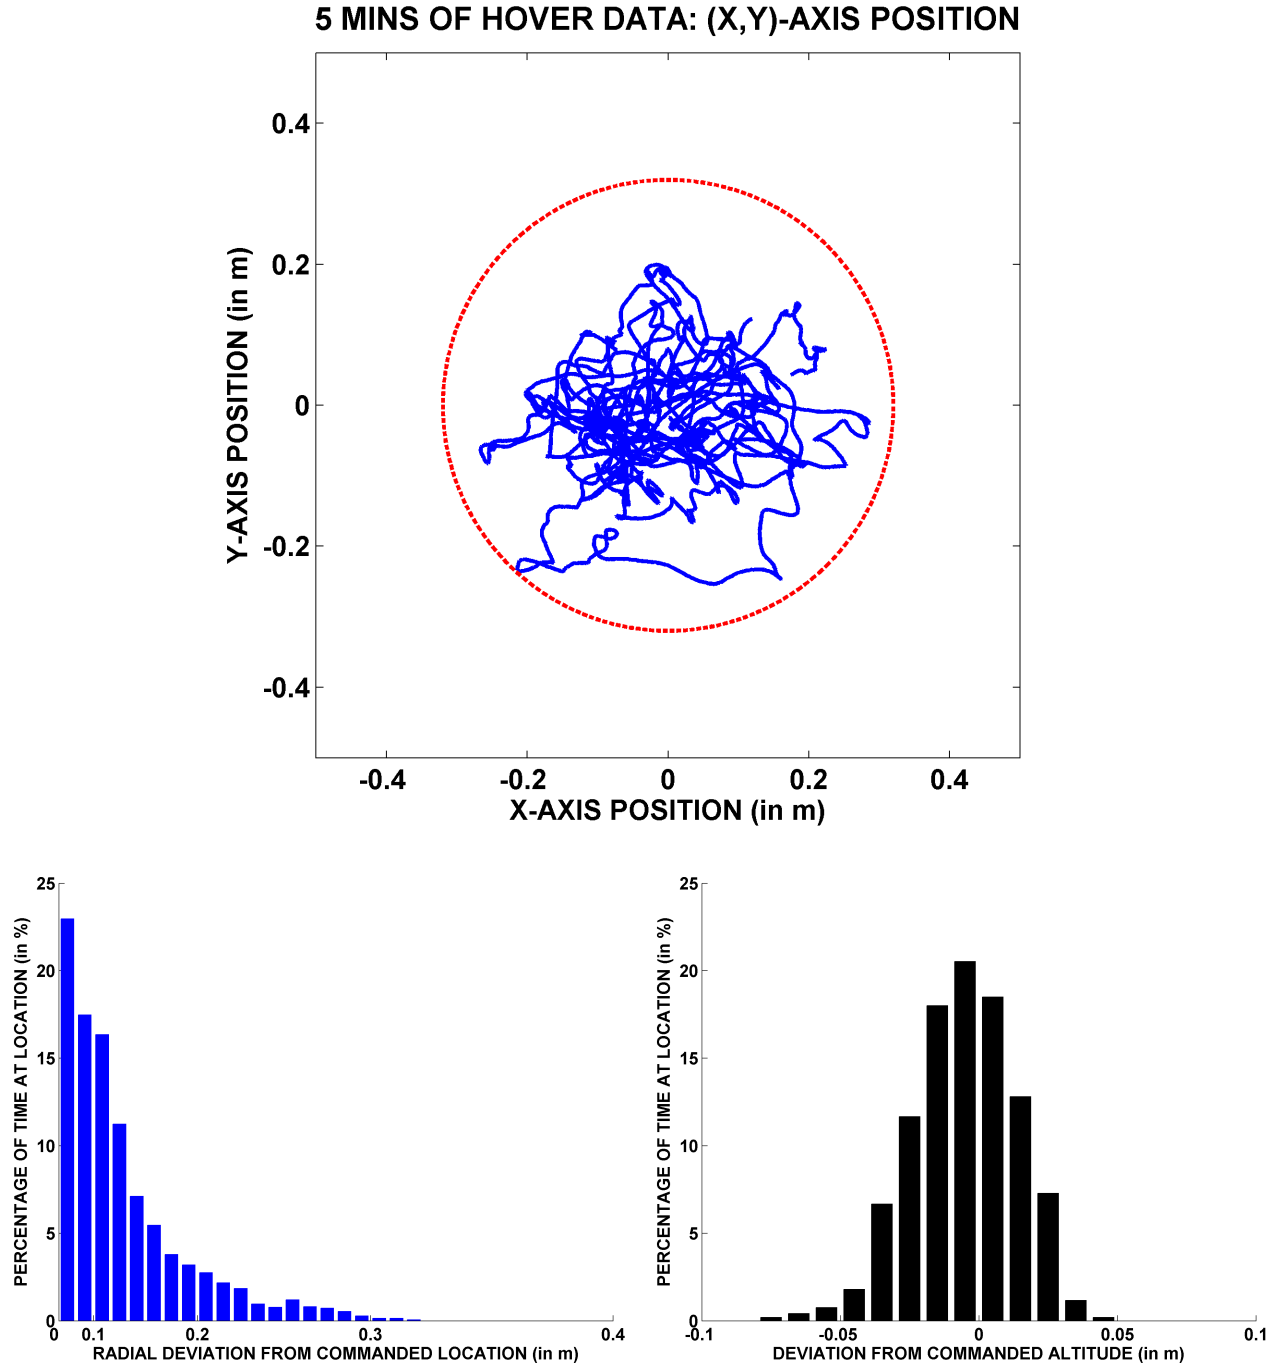 5 MINS OF HOVER DATA: (X,Y)-AXIS POSITION
Y-AXIS POSITION (in m)
0.4
0.2
0
-0.2
-0.4
-0.4 -0.2 0 0.2 0.4
X-AXIS POSITION (in m)
PERCENTAGE OF TIME AT LOCATION (in %)
25
20
15
10
5
0
0 0.1 0.2 0.3 0.4
RADIAL DEVIATION FROM COMMANDED LOCATION (in m)
PERCENTAGE OF TIME AT LOCATION (in %)
25
20
15
10
5
0
-0.1 -0.05 0 0.05 0.1
DEVIATION FROM COMMANDED ALTITUDE (in m)